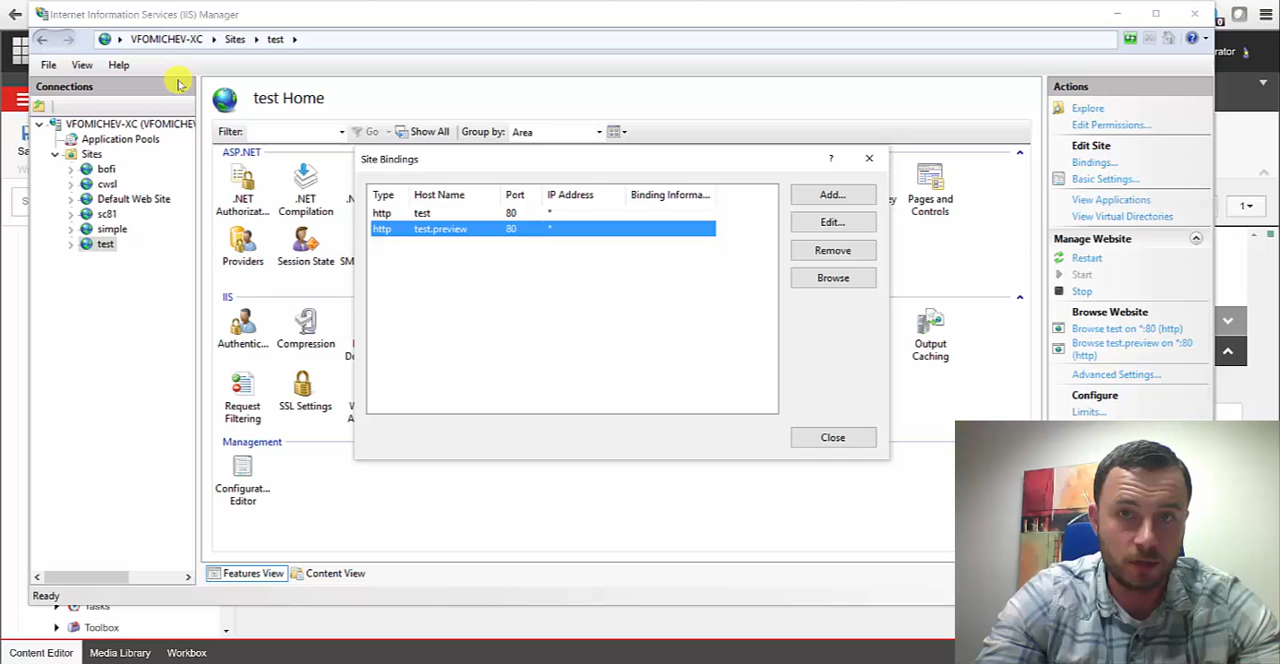 Internet Information Services (IIS) Manager
VFOMICHEV-XC
Sites
test
0
rator
File
View
Help
Connections
VFOMICHEV-XC (VFOMICHEV
Application Pools
Sites
bofi
cwsl
Default Web Site
sc81
simple
test
Sa
S
test Home
Filter:
Go
Show All
Group by:
Area
ASP.NET
.NET
Authorizat...
.NET
Compilation
Pages and
Controls
Providers
Session State
SM
IIS
Authentic...
Compression
Output
Caching
Request
Filtering
SSL Settings
Management
Configurat...
Editor
Features View
Content View
Ready
Site Bindings
?
Type
Host Name
Port
IP Address
Binding Informa...
http
test
80
*
http
test.preview
80
*
Add...
Edit...
Remove
Browse
Close
Actions
Explore
Edit Permissions...
Edit Site
Bindings...
Basic Settings...
View Applications
View Virtual Directories
Manage Website
Restart
Start
Stop
Browse Website
Browse test on *:80 (http)
Browse test.preview on *:80
(http)
Advanced Settings...
Configure
Limits...
1
Tasks
Toolbox
Content Editor
Media Library
Workbox